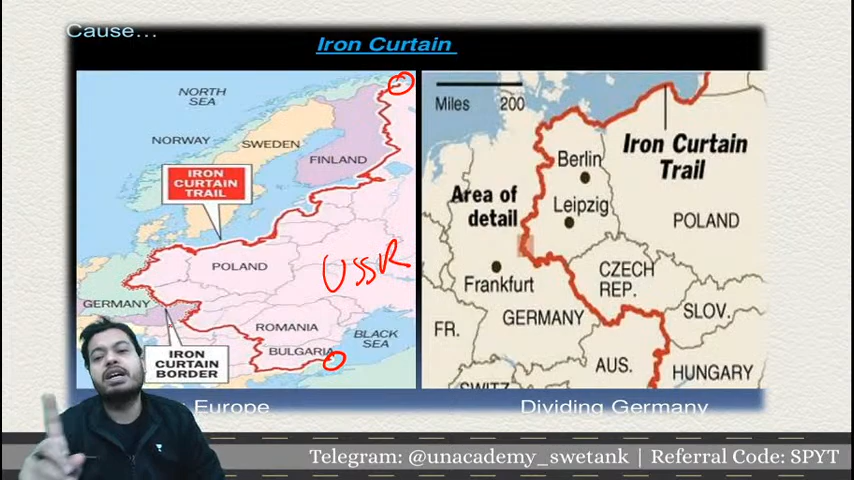 Cause...
Iron Curtain
NORTH
SEA
NORWAY
SWEDEN
FINLAND
IRON
CURTAIN
TRAIL
POLAND
USSR
GERMANY
ROMANIA
BLACK
SEA
BULGARIA
IRON
CURTAIN
BORDER
Europe
Miles 200
Iron Curtain
Trail
Berlin
Area of
detail
Leipzig
POLAND
Frankfurt
CZECH
REP.
GERMANY
SLOV.
FR.
AUS.
HUNGARY
SWITZ
Dividing Germany
Telegram: @unacademy_swetank | Referral Code: SPYT